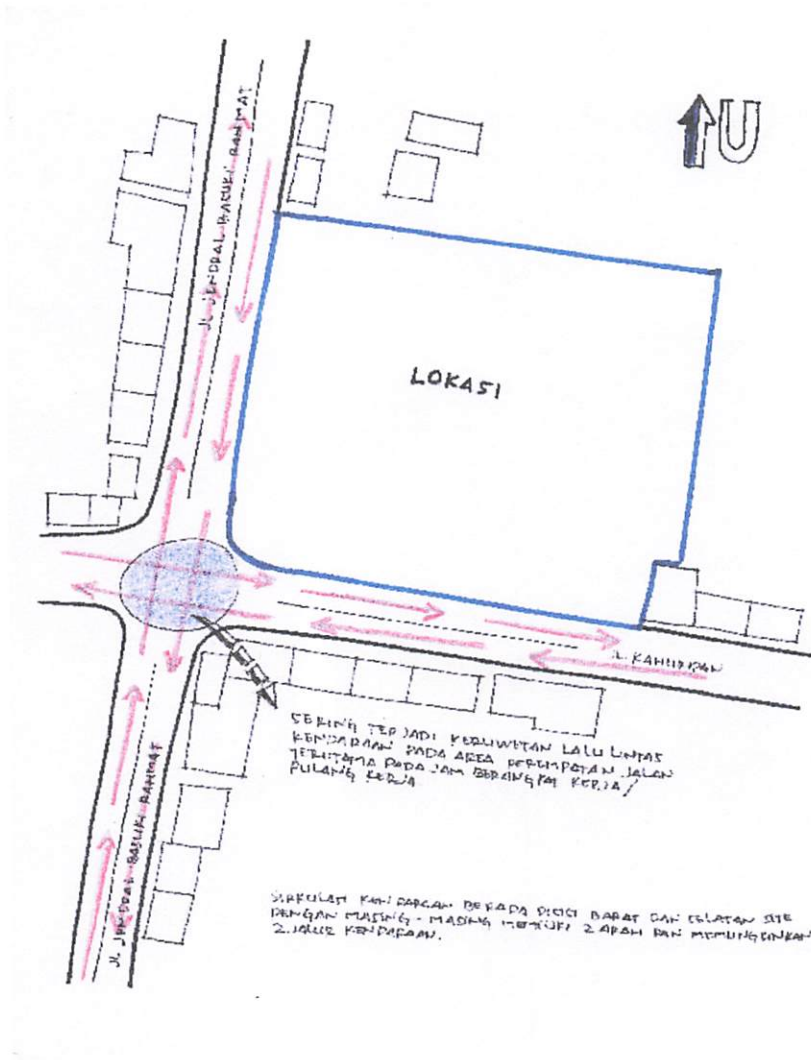 U
JL JENDRAL BASUKI RAHMAT
LOKASI
JL. KAHURIPAN
SERING TERJADI KERUWETAN LALU LINTAS
KENDARAAN PADA AREA PEREMPATAN JALAN
TERUTAMA PADA JAM BERANGKAT KERJA /
PULANG KERJA
JL JENDRAL BASUKI RAHMAT
SIRKULASI KENDARAAN BERADA DISISI BARAT DAN SELATAN SITE
DENGAN MASING - MASING MEMILIKI 2 ARAH DAN MEMUNGKINKAN
2 JALUR KENDARAAN.